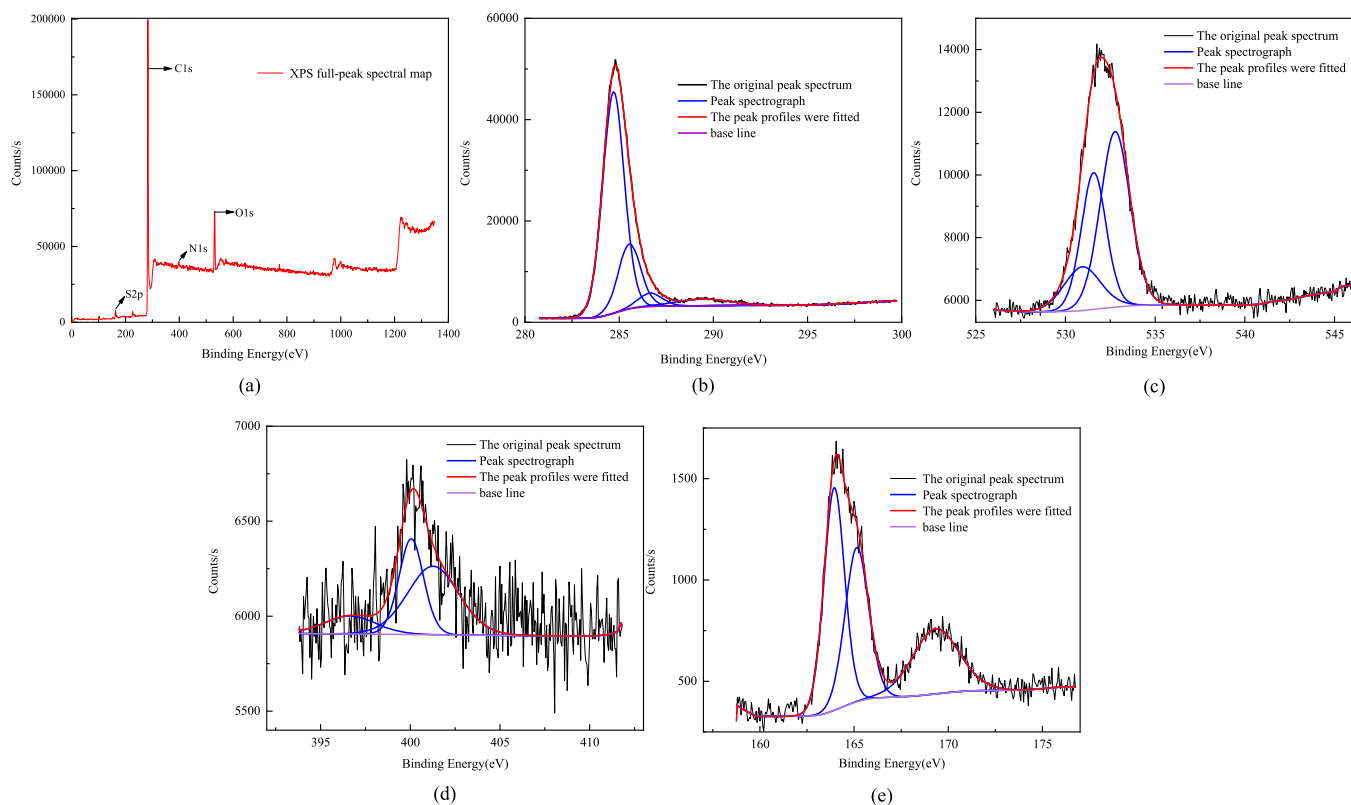 200000
150000
100000
50000
0
Counts/s
C1s
XPS full-peak spectral map
O1s
N1s
S2p
0 200 400 600 800 1000 1200 1400
Binding Energy(eV)
(a)
60000
40000
20000
0
Counts/s
The original peak spectrum
Peak spectrograph
The peak profiles were fitted
base line
280 285 290 295 300
Binding Energy(eV)
(b)
14000
12000
10000
8000
6000
Counts/s
The original peak spectrum
Peak spectrograph
The peak profiles were fitted
base line
525 530 535 540 545
Binding Energy(eV)
(c)
7000
6500
6000
5500
Counts/s
The original peak spectrum
Peak spectrograph
The peak profiles were fitted
base line
395 400 405 410
Binding Energy(eV)
(d)
1500
1000
500
Counts/s
The original peak spectrum
Peak spectrograph
The peak profiles were fitted
base line
160 165 170 175
Binding Energy(eV)
(e)